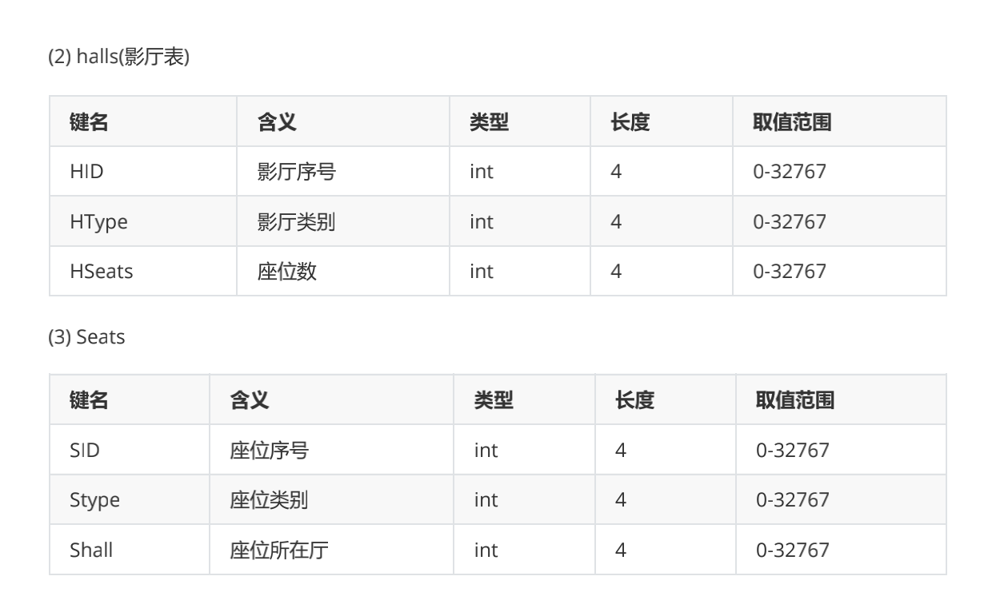 (2) halls(影厅表)
键名 含义 类型 长度 取值范围
HID 影厅序号 int 4 0-32767
HType 影厅类别 int 4 0-32767
HSeats 座位数 int 4 0-32767
(3) Seats
键名 含义 类型 长度 取值范围
SID 座位序号 int 4 0-32767
Stype 座位类别 int 4 0-32767
Shall 座位所在厅 int 4 0-32767